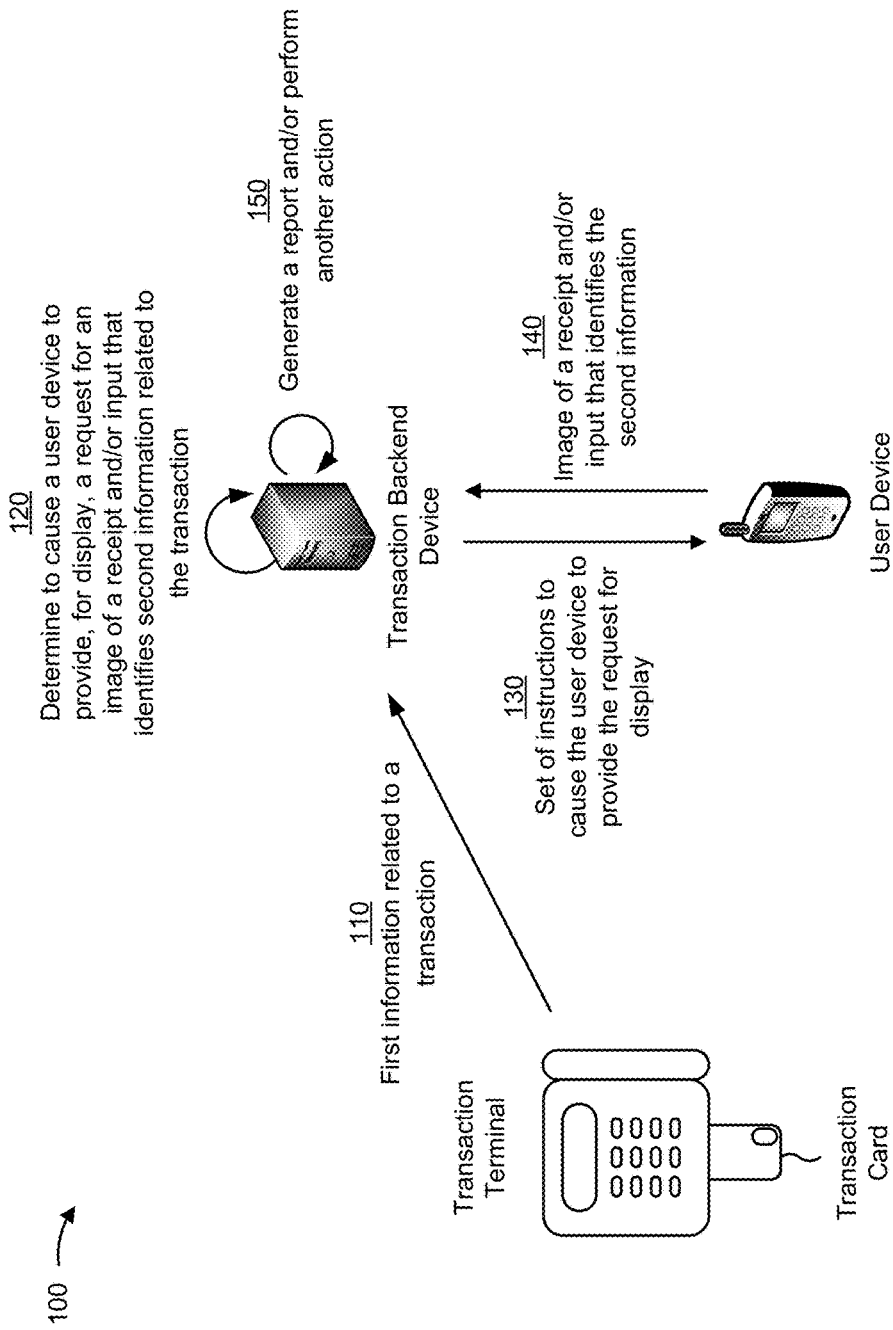 100
120
Determine to cause a user device to
provide, for display, a request for an
image of a receipt and/or input that
identifies second information related to
the transaction
150
Generate a report and/or perform
another action
Transaction Backend
Device
110
First information related to a
transaction
130
Set of instructions to
cause the user device to
provide the request for
display
140
Image of a receipt and/or
input that identifies the
second information
Transaction
Terminal
Transaction
Card
User Device